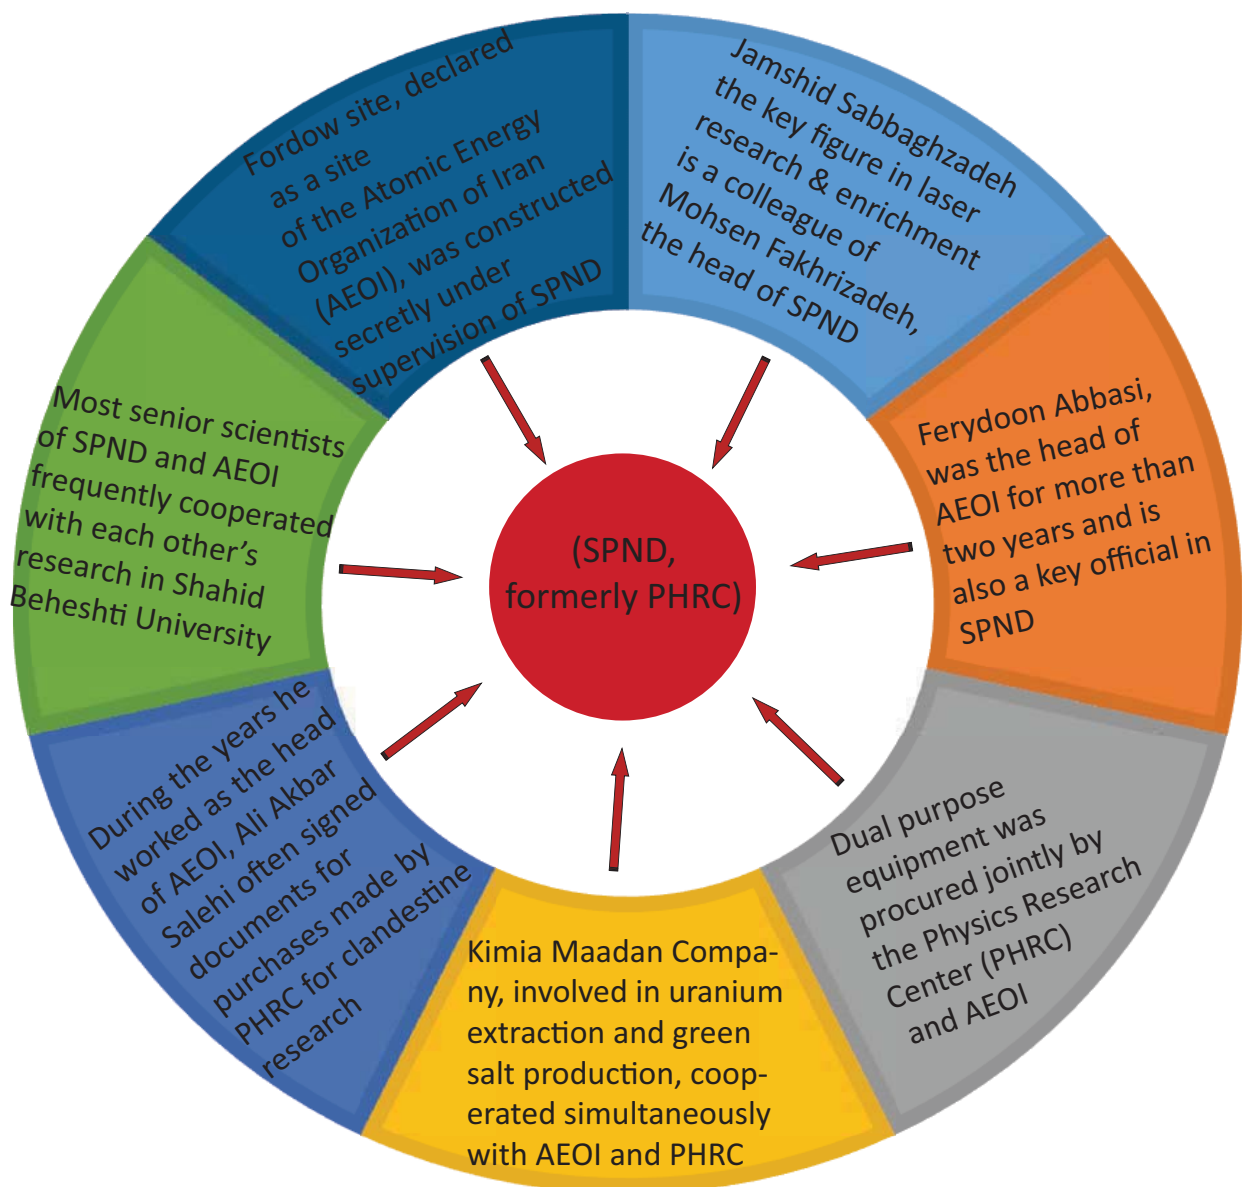 Fordow site, declared
as a site
of the Atomic Energy
Organization of Iran
(AEOI), was constructed
secretly under
supervision of SPND
Jamshid Sabbaghzadeh
the key figure in laser
research & enrichment
is a colleague of
Mohsen Fakhrizadeh,
the head of SPND
Ferydoon Abbasi,
was the head of
AEOI for more than
two years and is
also a key official in
SPND
Dual purpose
equipment was
procured jointly by
the Physics Research
Center (PHRC)
and AEOI
Kimia Maadan Compa-
ny, involved in uranium
extraction and green
salt production, coop-
erated simultaneously
with AEOI and PHRC
During the years he
worked as the head
of AEOI, Ali Akbar
Salehi often signed
documents for
purchases made by
PHRC for clandestine
research
Most senior scientists
of SPND and AEOI
frequently cooperated
with each other’s
research in Shahid
Beheshti University
(SPND,
formerly PHRC)